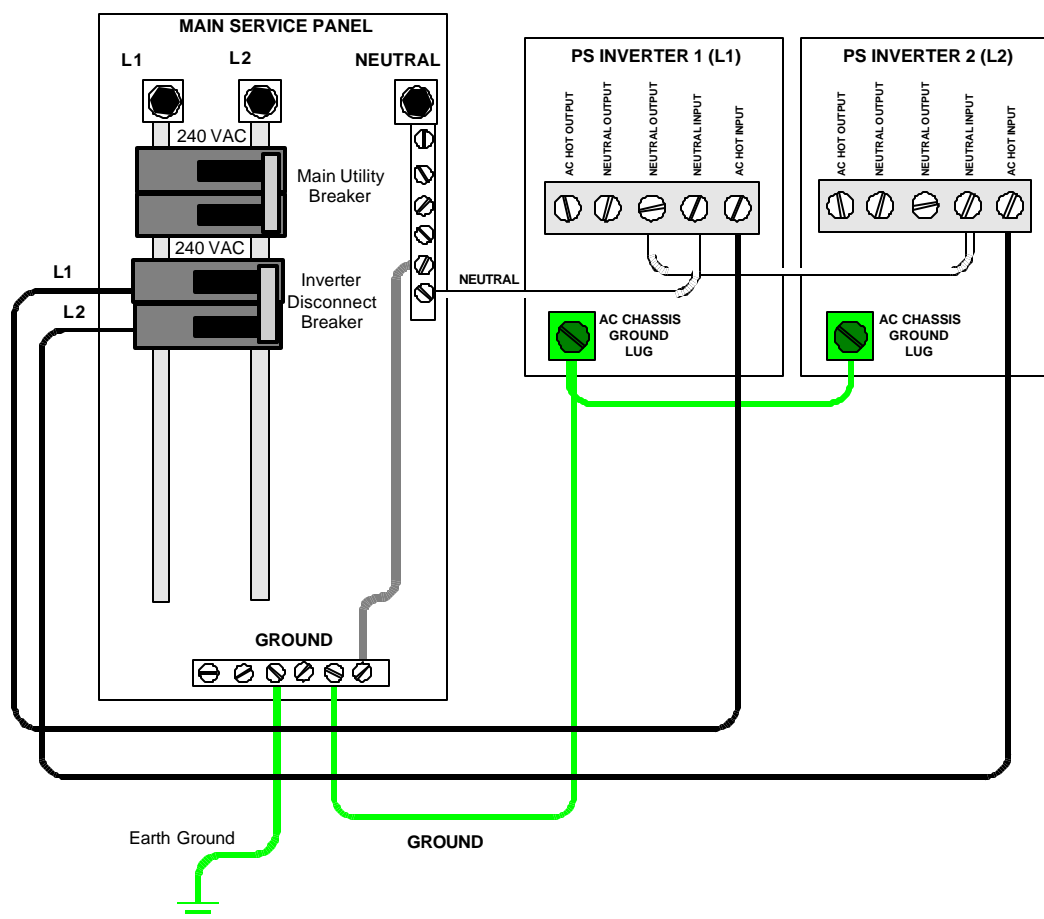 MAIN SERVICE PANEL
L1
L2
NEUTRAL
240 VAC
Main Utility
Breaker
240 VAC
Inverter
Disconnect
Breaker
L1
L2
NEUTRAL
GROUND
Earth Ground
GROUND
PS INVERTER 1 (L1)
AC HOT OUTPUT
NEUTRAL OUTPUT
NEUTRAL OUTPUT
NEUTRAL INPUT
AC HOT INPUT
AC CHASSIS
GROUND
LUG
PS INVERTER 2 (L2)
AC HOT OUTPUT
NEUTRAL OUTPUT
NEUTRAL OUTPUT
NEUTRAL INPUT
AC HOT INPUT
AC CHASSIS
GROUND
LUG